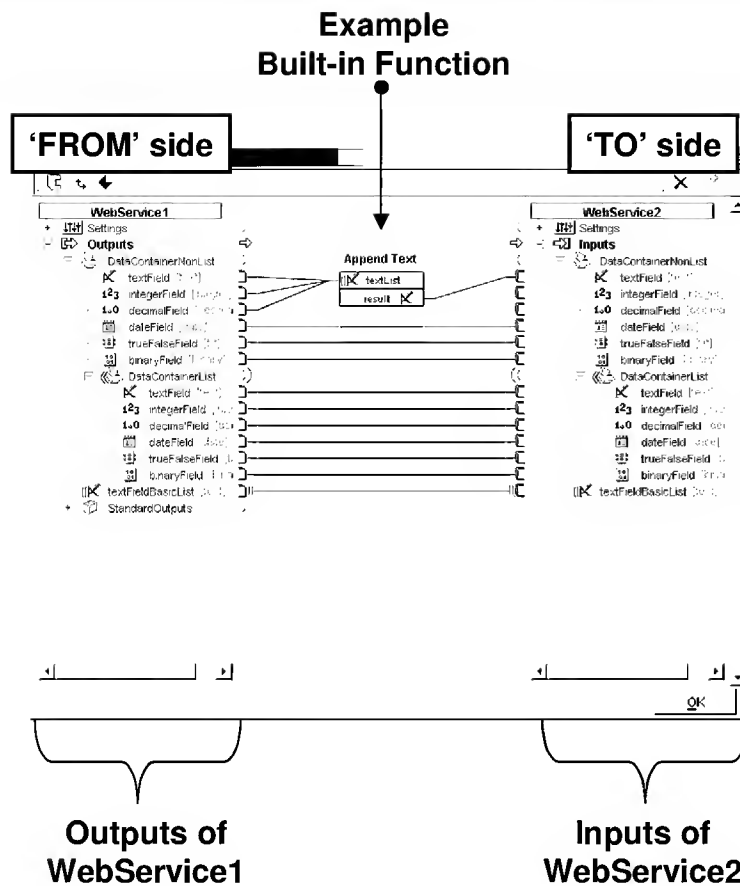 Example
Built-in Function
'FROM' side
'TO' side
WebService1
WebService2
Settings
Settings
Outputs
Inputs
DataContainerNonList
Append Text
DataContainerNonList
textField
textList
textField
integerField
result
integerField
decimalField
decimalField
dateField
dateField
trueFalseField
trueFalseField
binaryField
binaryField
DataContainerList
DataContainerList
textField
textField
integerField
integerField
decimalField
decimalField
dateField
dateField
trueFalseField
trueFalseField
binaryField
binaryField
textFieldBasicList
textFieldBasicList
StandardOutputs
OK
Outputs of
WebService1
Inputs of
WebService2